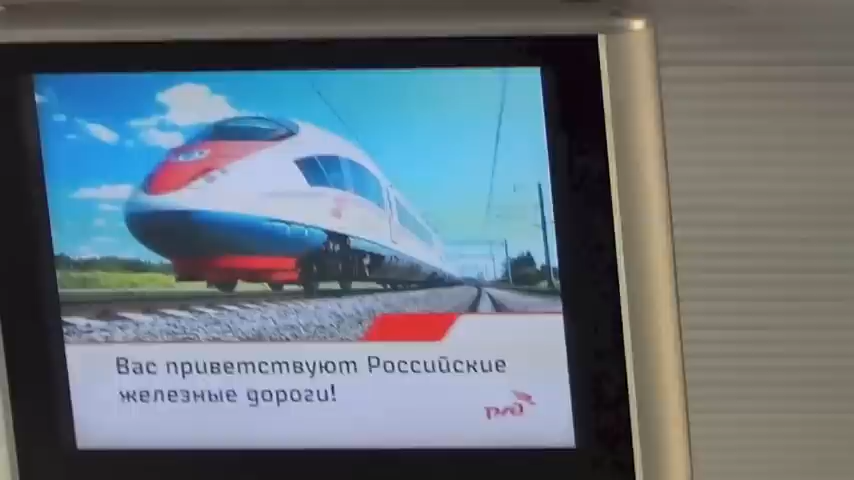 Вас приветствуют Российские
железные дороги!
РЖД